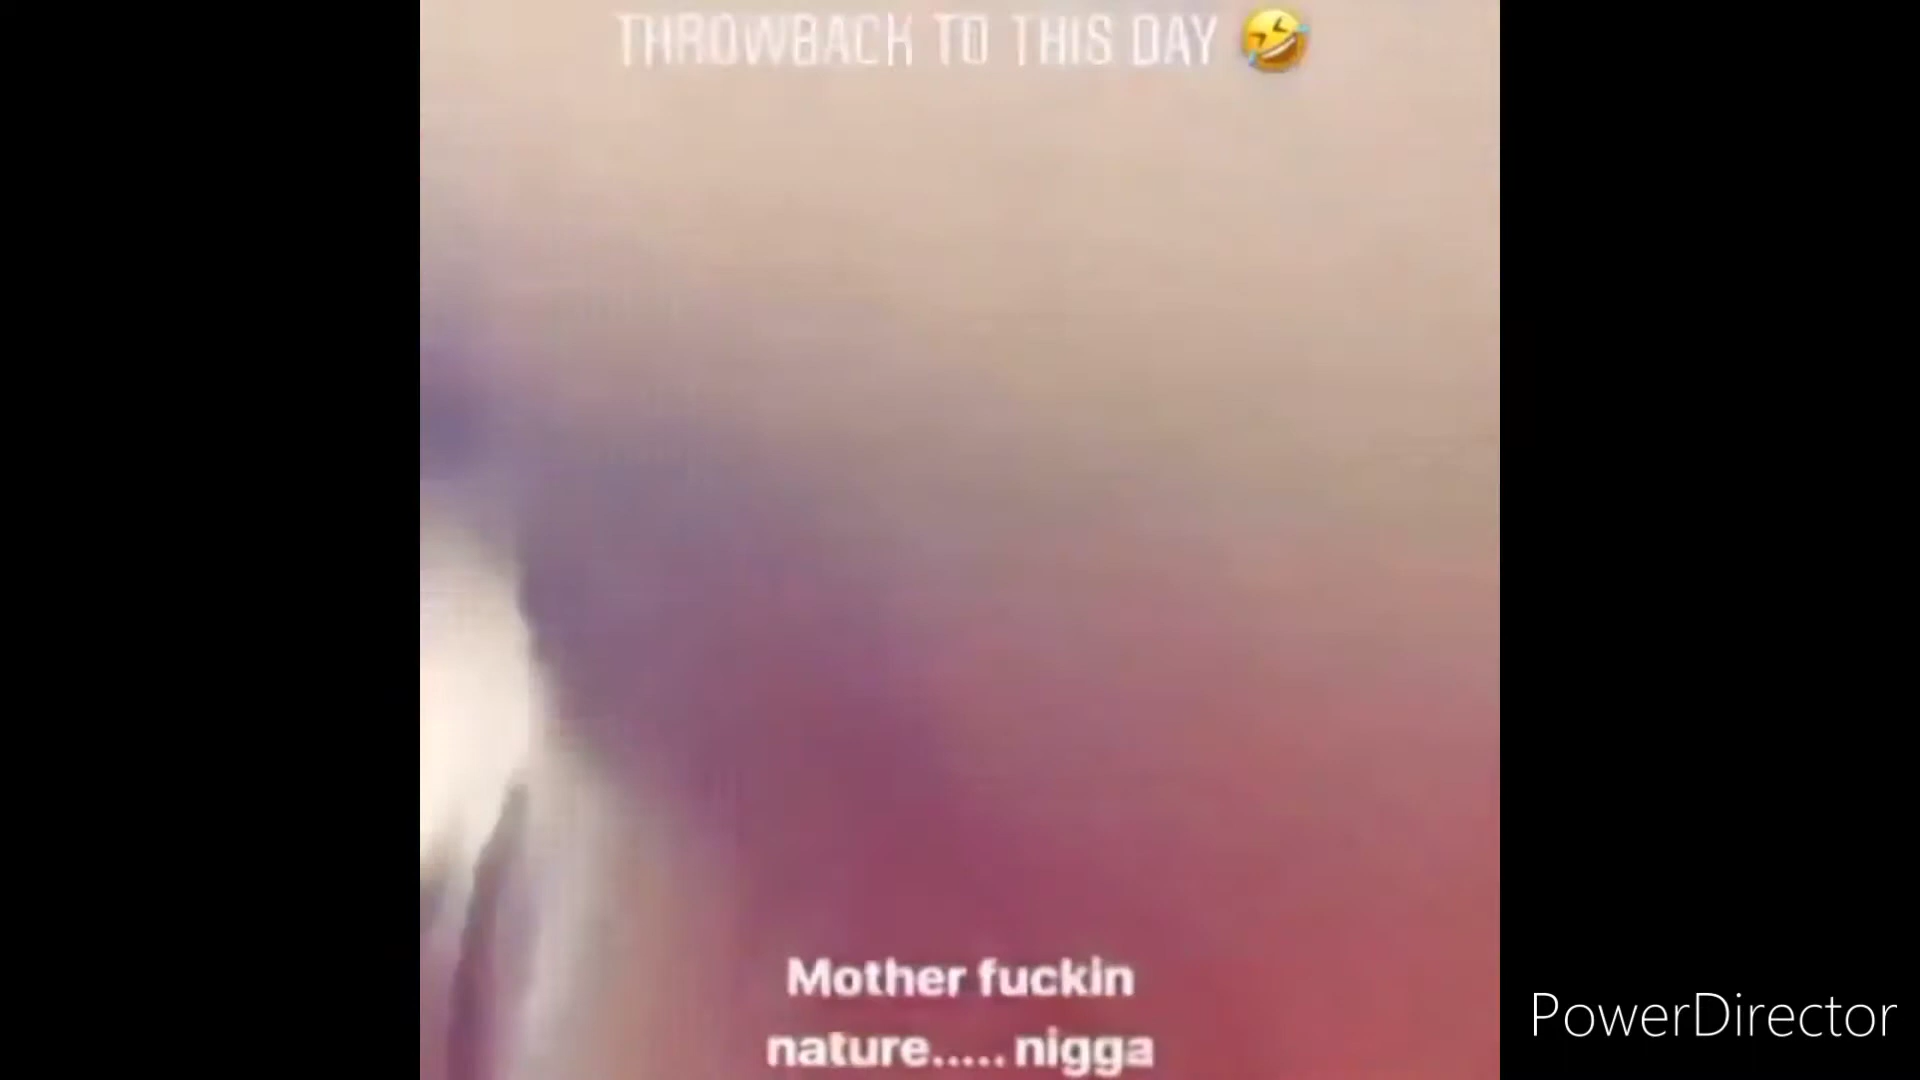 THROWBACK TO THIS DAY 🤣
Mother fuckin
nature..... nigga
PowerDirector